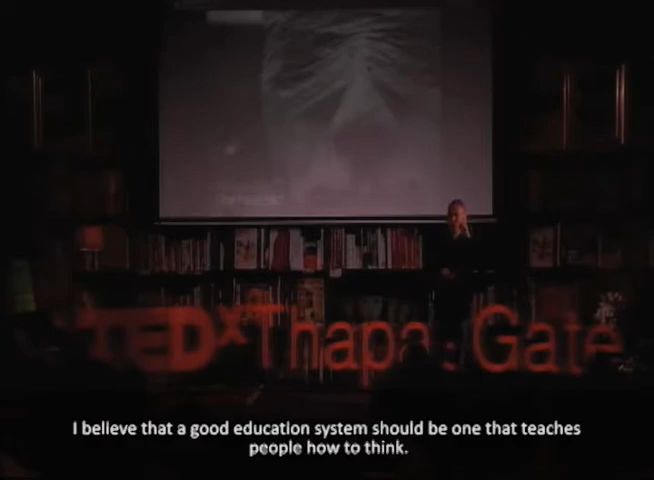 TEDxThapa Gate
I believe that a good education system should be one that teaches
people how to think.